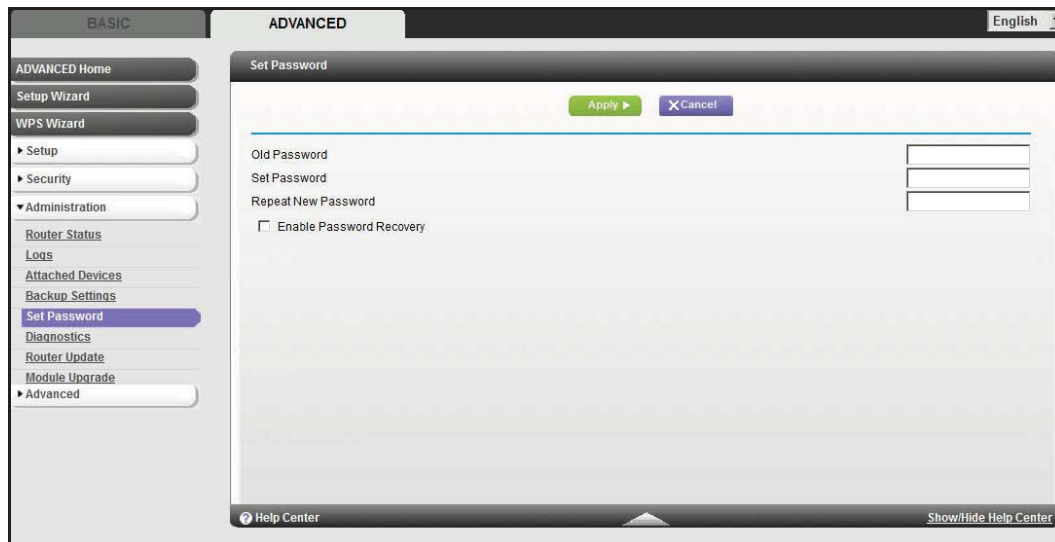 BASIC
ADVANCED
English
ADVANCED Home
Setup Wizard
WPS Wizard
Setup
Security
Administration
Router Status
Logs
Attached Devices
Backup Settings
Set Password
Diagnostics
Router Update
Module Upgrade
Advanced
Set Password
Apply
Cancel
Old Password
Set Password
Repeat New Password
Enable Password Recovery
Help Center
Show/Hide Help Center